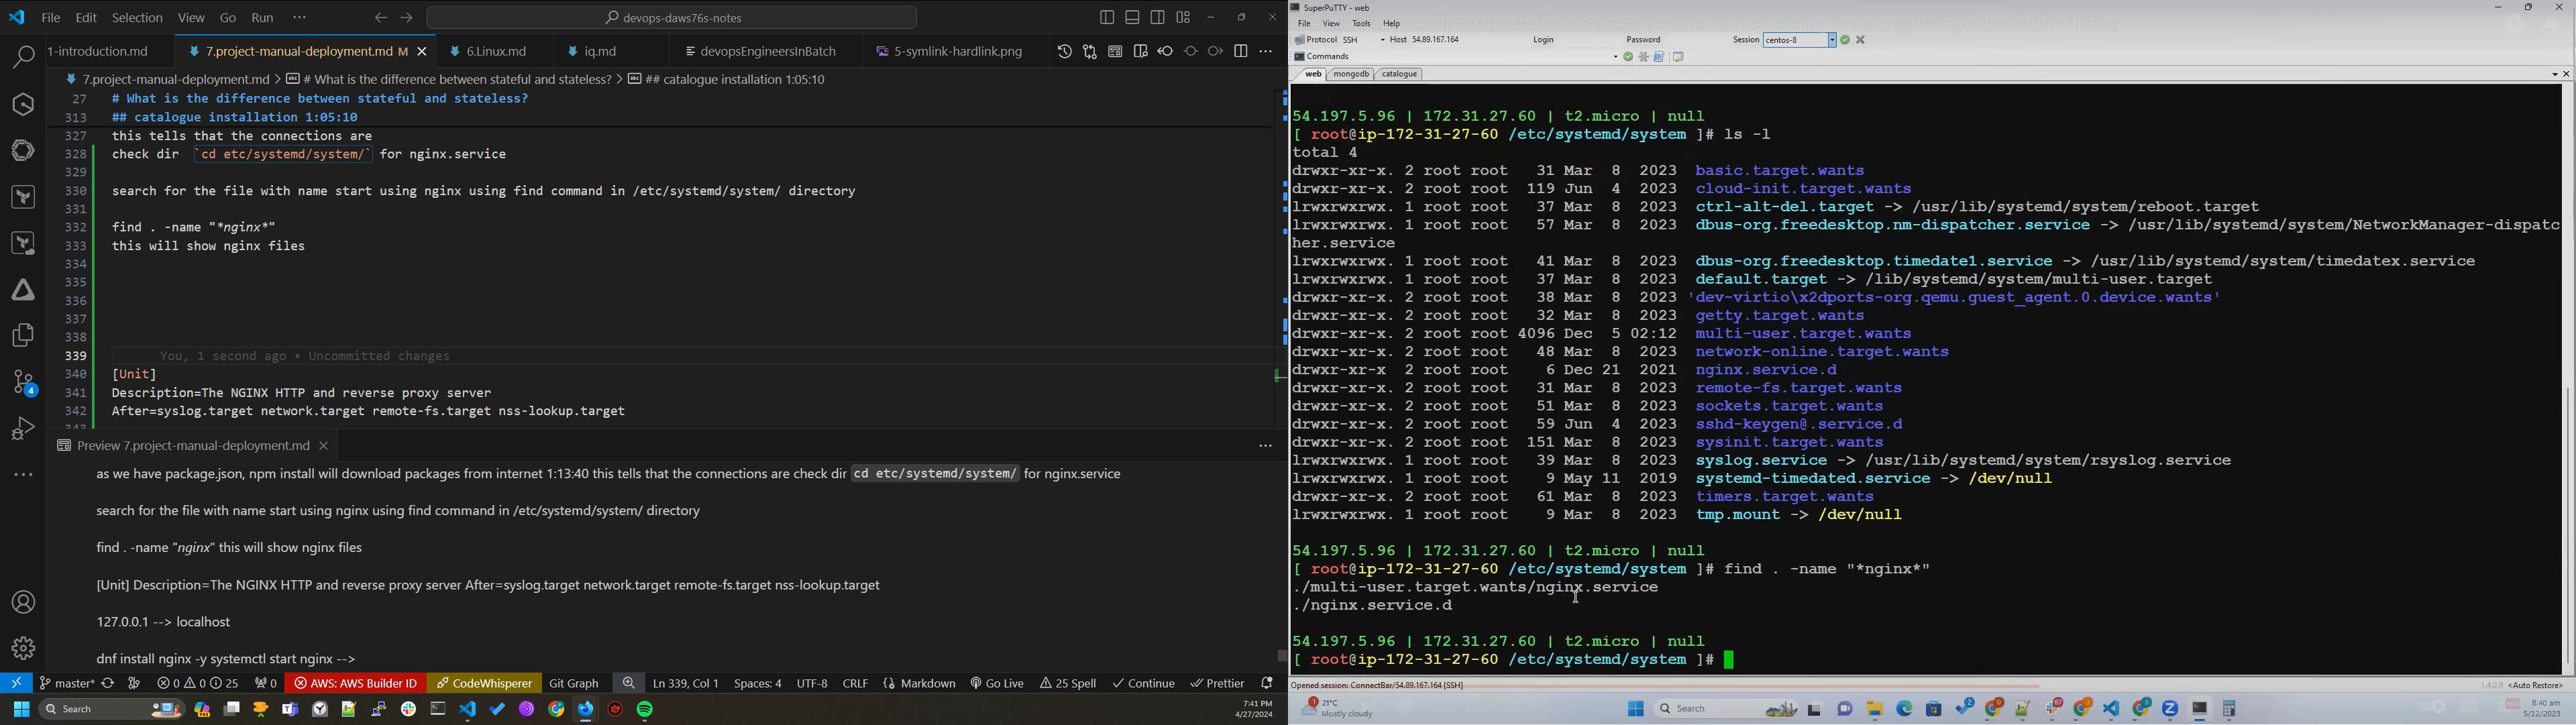 File Edit Selection View Go Run ··· devops-daws76s-notes
1-introduction.md 7.project-manual-deployment.md M 6.Linux.md iq.md devopsEngineersInBatch 5-symlink-hardlink.png
7.project-manual-deployment.md > # What is the difference between stateful and stateless? > ## catalogue installation 1:05:10
27 # What is the difference between stateful and stateless?
313 ## catalogue installation 1:05:10
327 this tells that the connections are
328 check dir `cd etc/systemd/system/` for nginx.service
329
330 search for the file with name start using nginx using find command in /etc/systemd/system/ directory
331
332 find . -name "*nginx*"
333 this will show nginx files
334
335
336
337
338
339 You, 1 second ago • Uncommitted changes
340 [Unit]
341 Description=The NGINX HTTP and reverse proxy server
342 After=syslog.target network.target remote-fs.target nss-lookup.target
343
Preview 7.project-manual-deployment.md
as we have package.json, npm install will download packages from internet 1:13:40 this tells that the connections are check dir cd etc/systemd/system/ for nginx.service
search for the file with name start using nginx using find command in /etc/systemd/system/ directory
find . -name "nginx" this will show nginx files
[Unit] Description=The NGINX HTTP and reverse proxy server After=syslog.target network.target remote-fs.target nss-lookup.target
127.0.0.1 --> localhost
dnf install nginx -y systemctl start nginx -->
4
master* 0 0 25 0 AWS: AWS Builder ID CodeWhisperer Git Graph Ln 339, Col 1 Spaces: 4 UTF-8 CRLF Markdown Go Live 25 Spell Continue Prettier
Search
7:41 PM
4/27/2024
SuperPuTTY - web
File View Tools Help
Protocol SSH Host 54.89.167.164 Login Password Session centos-8
Commands
web mongodb catalogue
54.197.5.96 | 172.31.27.60 | t2.micro | null
[ root@ip-172-31-27-60 /etc/systemd/system ]# ls -l
total 4
drwxr-xr-x. 2 root root 31 Mar 8 2023 basic.target.wants
drwxr-xr-x. 2 root root 119 Jun 4 2023 cloud-init.target.wants
lrwxrwxrwx. 1 root root 37 Mar 8 2023 ctrl-alt-del.target -> /usr/lib/systemd/system/reboot.target
lrwxrwxrwx. 1 root root 57 Mar 8 2023 dbus-org.freedesktop.nm-dispatcher.service -> /usr/lib/systemd/system/NetworkManager-dispatc
her.service
lrwxrwxrwx. 1 root root 41 Mar 8 2023 dbus-org.freedesktop.timedate1.service -> /usr/lib/systemd/system/timedatex.service
lrwxrwxrwx. 1 root root 37 Mar 8 2023 default.target -> /lib/systemd/system/multi-user.target
drwxr-xr-x. 2 root root 38 Mar 8 2023 'dev-virtio\x2dports-org.qemu.guest_agent.0.device.wants'
drwxr-xr-x. 2 root root 32 Mar 8 2023 getty.target.wants
drwxr-xr-x. 2 root root 4096 Dec 5 02:12 multi-user.target.wants
drwxr-xr-x. 2 root root 48 Mar 8 2023 network-online.target.wants
drwxr-xr-x 2 root root 6 Dec 21 2021 nginx.service.d
drwxr-xr-x. 2 root root 31 Mar 8 2023 remote-fs.target.wants
drwxr-xr-x. 2 root root 51 Mar 8 2023 sockets.target.wants
drwxr-xr-x. 2 root root 59 Jun 4 2023 sshd-keygen@.service.d
drwxr-xr-x. 2 root root 151 Mar 8 2023 sysinit.target.wants
lrwxrwxrwx. 1 root root 39 Mar 8 2023 syslog.service -> /usr/lib/systemd/system/rsyslog.service
lrwxrwxrwx. 1 root root 9 May 11 2019 systemd-timedated.service -> /dev/null
drwxr-xr-x. 2 root root 61 Mar 8 2023 timers.target.wants
lrwxrwxrwx. 1 root root 9 Mar 8 2023 tmp.mount -> /dev/null
54.197.5.96 | 172.31.27.60 | t2.micro | null
[ root@ip-172-31-27-60 /etc/systemd/system ]# find . -name "*nginx*"
./multi-user.target.wants/nginx.service
./nginx.service.d
54.197.5.96 | 172.31.27.60 | t2.micro | null
[ root@ip-172-31-27-60 /etc/systemd/system ]#
Opened session: ConnectBar/54.89.167.164 [SSH] 1.4.0.9 <Auto Restore>
21°C
Mostly cloudy
Search
8:40 am
5/12/2023